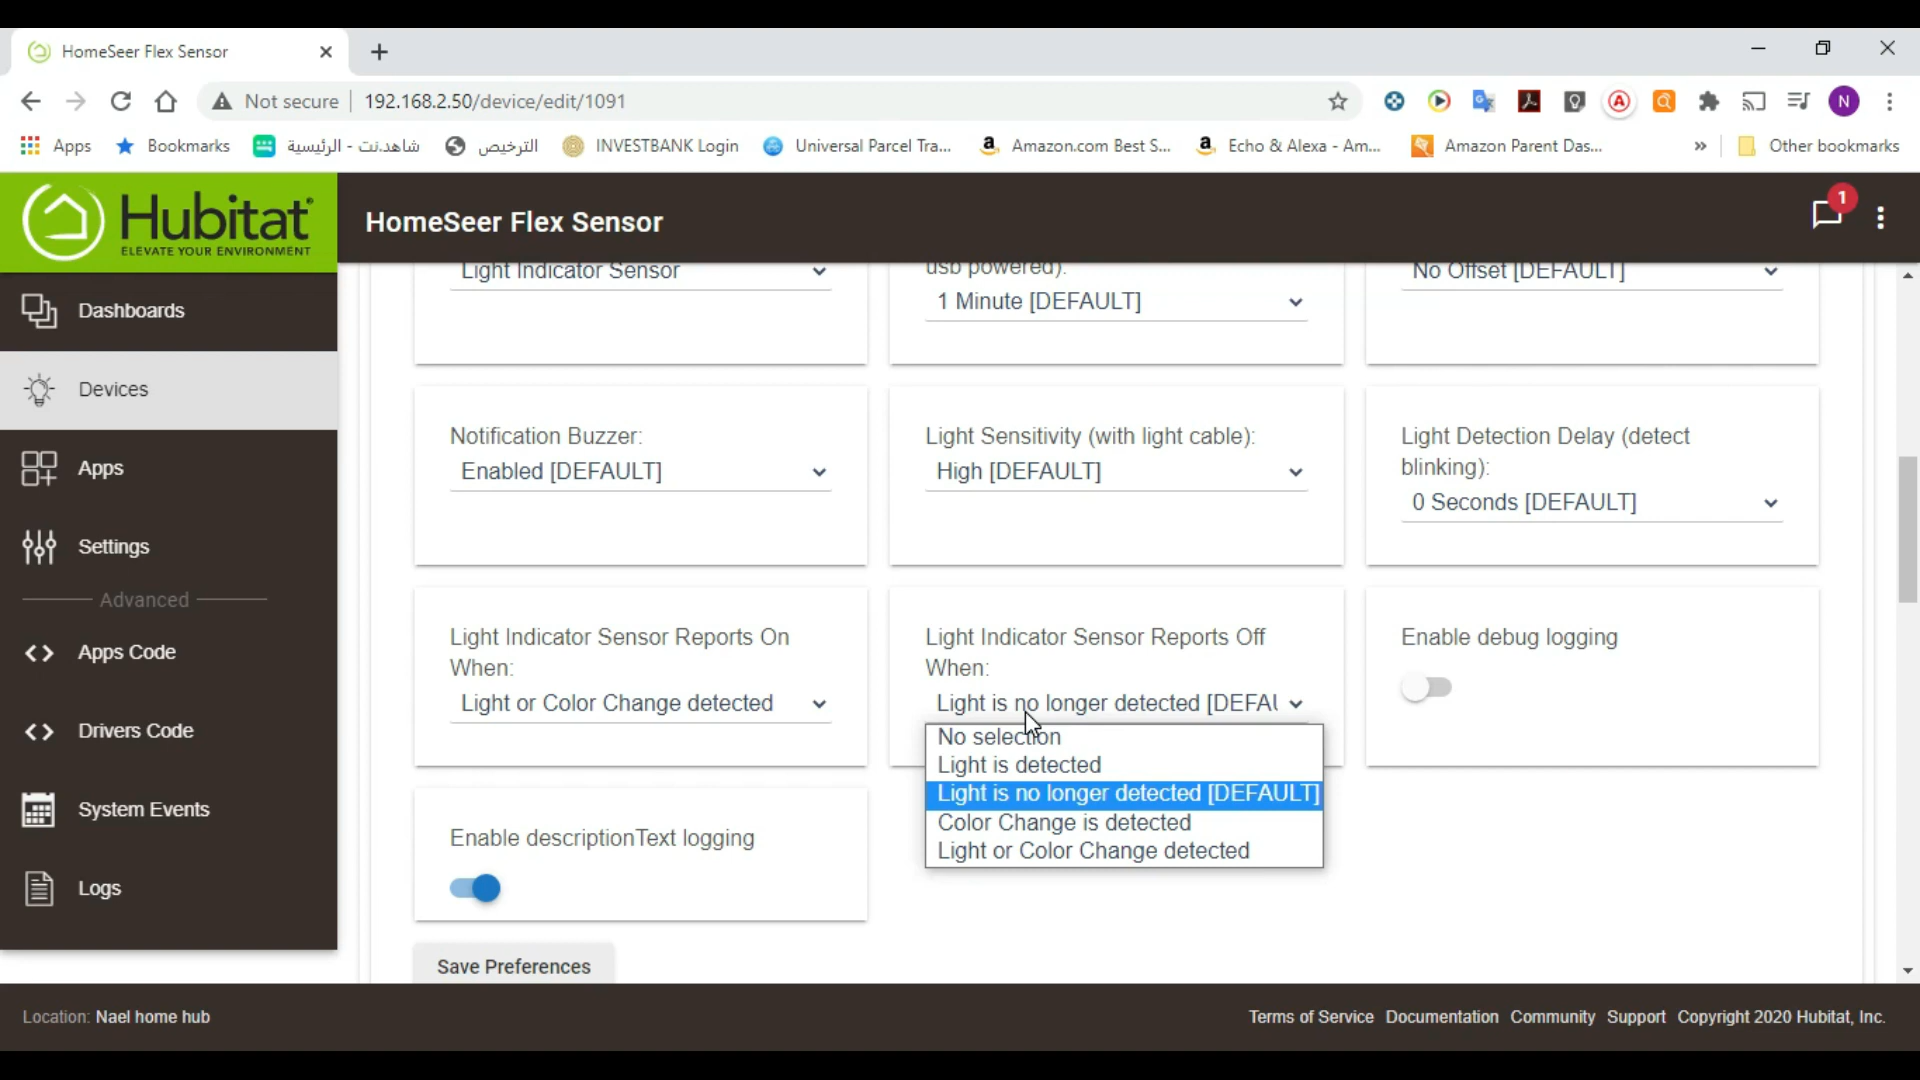 HomeSeer Flex Sensor
Not secure
192.168.2.50/device/edit/1091
N
Apps
Bookmarks
شاهد.نت - الرئيسية
الترخيص
INVESTBANK Login
Universal Parcel Tra...
Amazon.com Best S...
Echo & Alexa - Am...
Amazon Parent Das...
Other bookmarks
Hubitat®
ELEVATE YOUR ENVIRONMENT
HomeSeer Flex Sensor
1
Dashboards
Devices
Apps
Settings
Advanced
Apps Code
Drivers Code
System Events
Logs
Light Indicator Sensor
usb powered):
1 Minute [DEFAULT]
No Offset [DEFAULT]
Notification Buzzer:
Enabled [DEFAULT]
Light Sensitivity (with light cable):
High [DEFAULT]
Light Detection Delay (detect
blinking):
0 Seconds [DEFAULT]
Light Indicator Sensor Reports On
When:
Light or Color Change detected
Light Indicator Sensor Reports Off
When:
Light is no longer detected [DEFAU
No selection
Light is detected
Light is no longer detected [DEFAULT]
Color Change is detected
Light or Color Change detected
Enable debug logging
Enable descriptionText logging
Save Preferences
Location: Nael home hub
Terms of Service Documentation Community Support Copyright 2020 Hubitat, Inc.